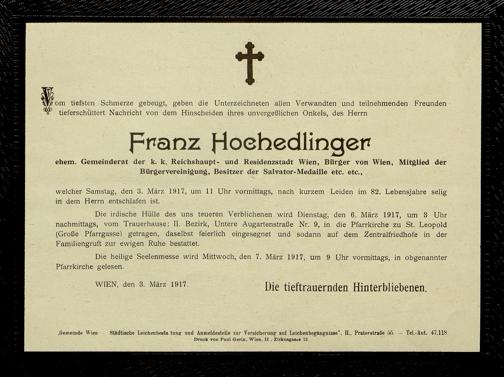 Vom tiefsten Schmerze gebeugt, geben die Unterzeichneten allen Verwandten und teilnehmenden Freunden
tieferschüttert Nachricht von dem Hinscheiden ihres unvergeßlichen Onkels, des Herrn
Franz Hochedlinger
ehem. Gemeinderat der k. k. Reichshaupt- und Residenzstadt Wien, Bürger von Wien, Mitglied der
Bürgervereinigung, Besitzer der Salvator-Medaille etc. etc.,
welcher Samstag, den 3. März 1917, um 11 Uhr vormittags, nach kurzem Leiden im 82. Lebensjahre selig
in dem Herrn entschlafen ist.
Die irdische Hülle des uns teueren Verblichenen wird Dienstag, den 6. März 1917, um 3 Uhr
nachmittags, vom Trauerhause: II. Bezirk, Untere Augartenstraße Nr. 9, in die Pfarrkirche zu St. Leopold
(Große Pfarrgasse) getragen, daselbst feierlich eingesegnet und sodann auf dem Zentralfriedhofe in der
Familiengruft zur ewigen Ruhe bestattet.
Die heilige Seelenmesse wird Mittwoch, den 7. März 1917, um 9 Uhr vormittags, in obgenannter
Pfarrkirche gelesen.
WIEN, den 3. März 1917.
Die tieftrauernden Hinterbliebenen.
„Gemeinde Wien - Städtische Leichenbestattung und Anmeldestelle zur Versicherung auf Leichenbegängnisse", II., Praterstraße 56. — Tel.-Aut. 47.118
Druck von Paul Gerin, Wien, II., Zirkusgasse 13